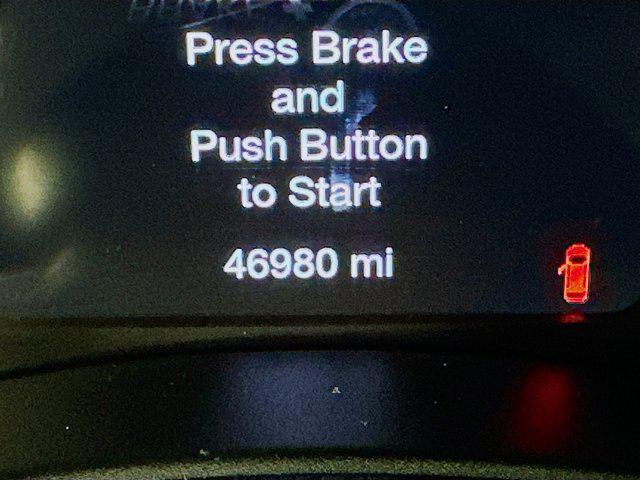 Press Brake
and
Push Button
to Start
46980 mi